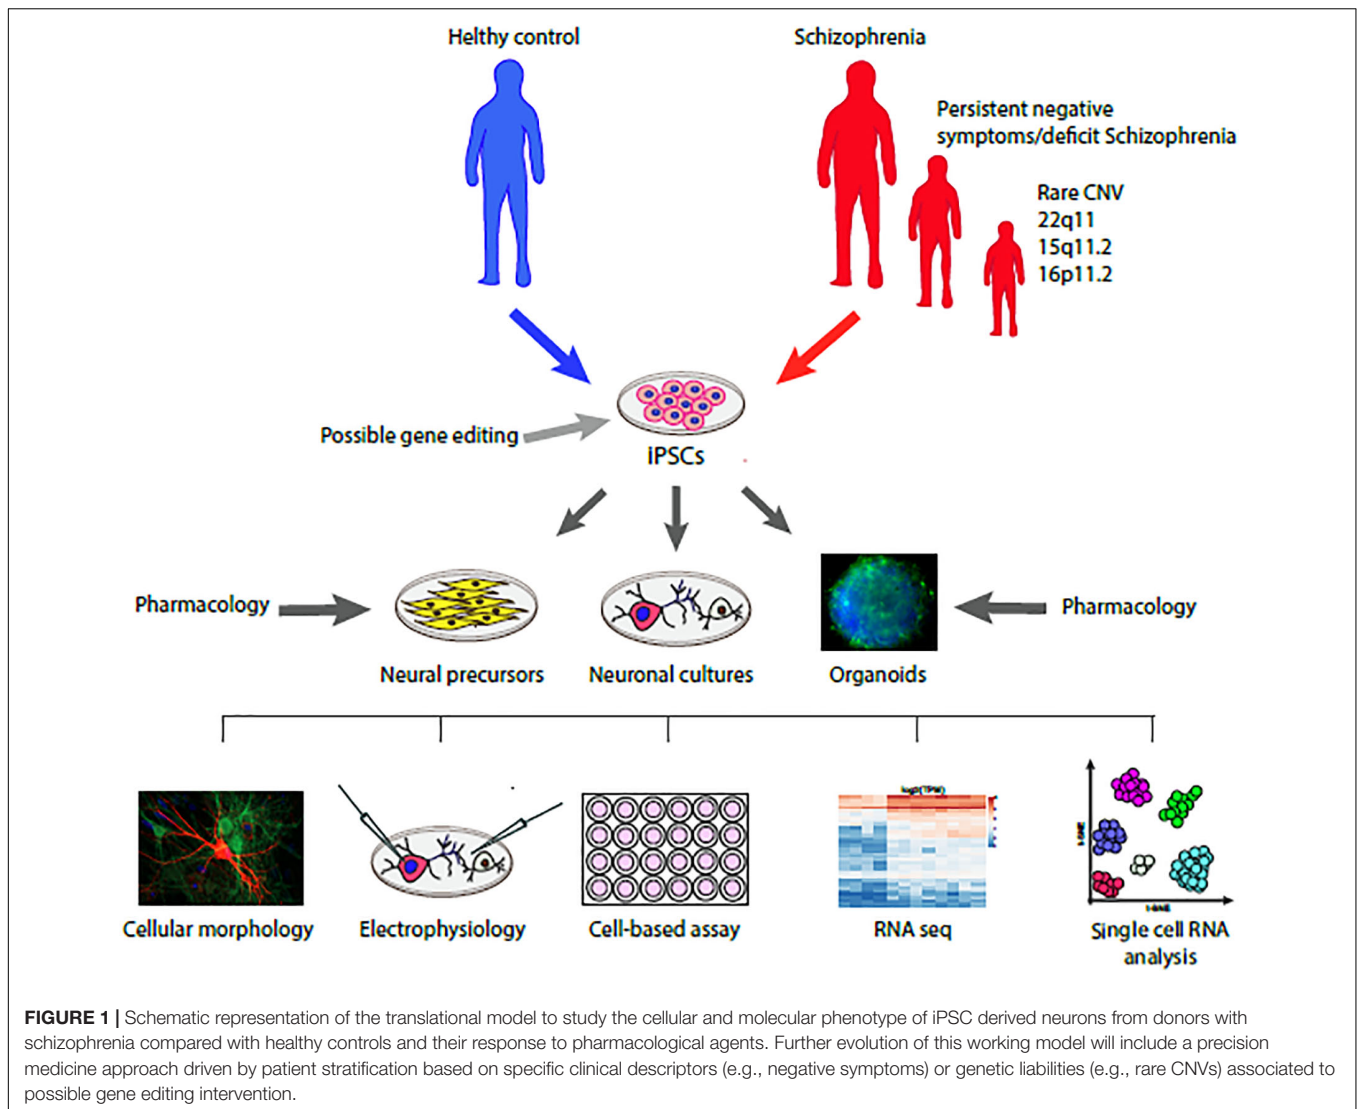 Helthy control
Schizophrenia
Persistent negative
symptoms/deficit Schizophrenia
Rare CNV
22q11
15q11.2
16p11.2
Possible gene editing
iPSCs
Pharmacology
Pharmacology
Neural precursors
Neuronal cultures
Organoids
log2(TPM)
Cellular morphology
Electrophysiology
Cell-based assay
RNA seq
Single cell RNA
analysis
FIGURE 1 | Schematic representation of the translational model to study the cellular and molecular phenotype of iPSC derived neurons from donors with
schizophrenia compared with healthy controls and their response to pharmacological agents. Further evolution of this working model will include a precision
medicine approach driven by patient stratification based on specific clinical descriptors (e.g., negative symptoms) or genetic liabilities (e.g., rare CNVs) associated to
possible gene editing intervention.